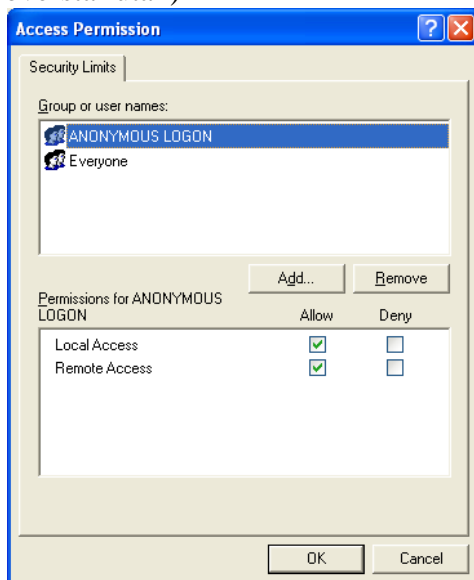 Access Permission
Security Limits
Group or user names:
ANONYMOUS LOGON
Everyone
Add...
Remove
Permissions for ANONYMOUS
LOGON
Allow
Deny
Local Access
Remote Access
OK
Cancel